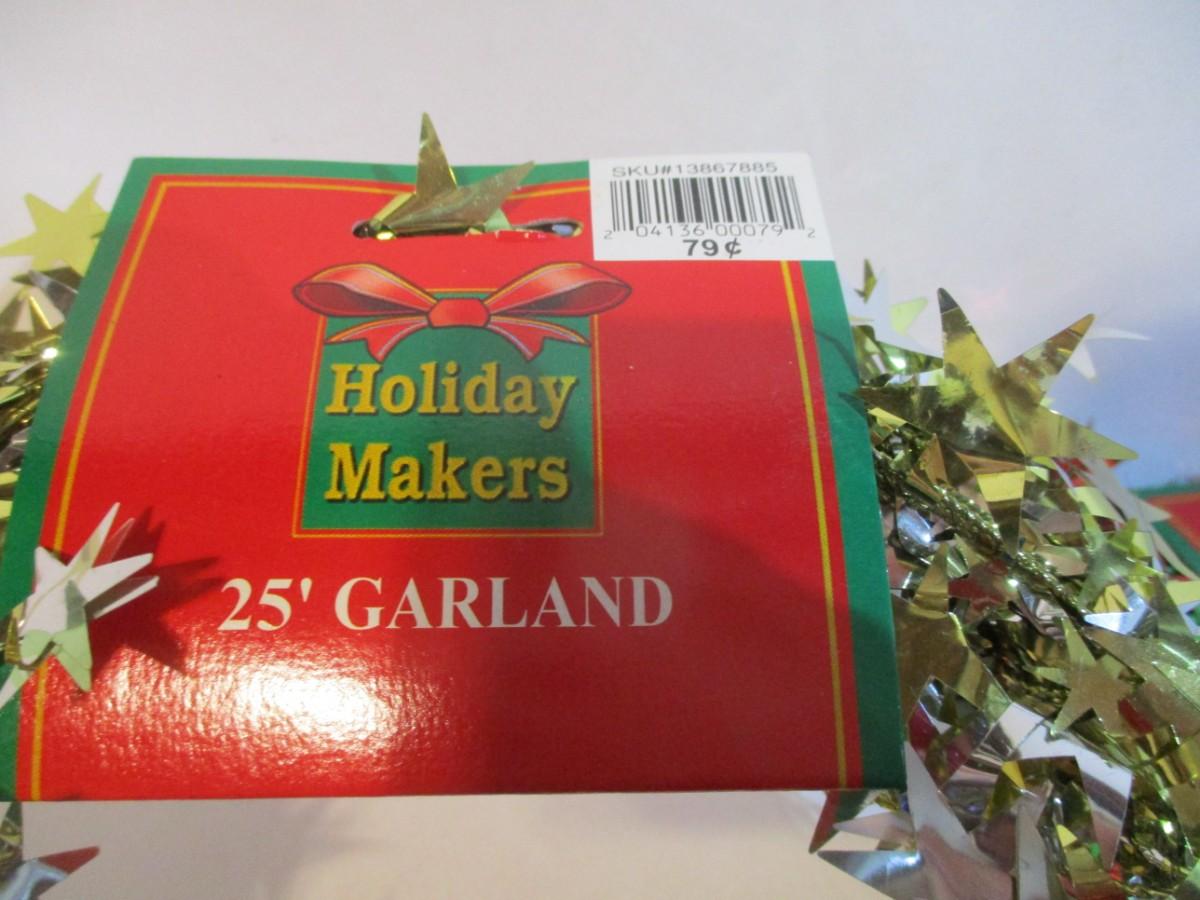 SKU#13867885
2 04136 00079 2
79¢
Holiday
Makers
25' GARLAND